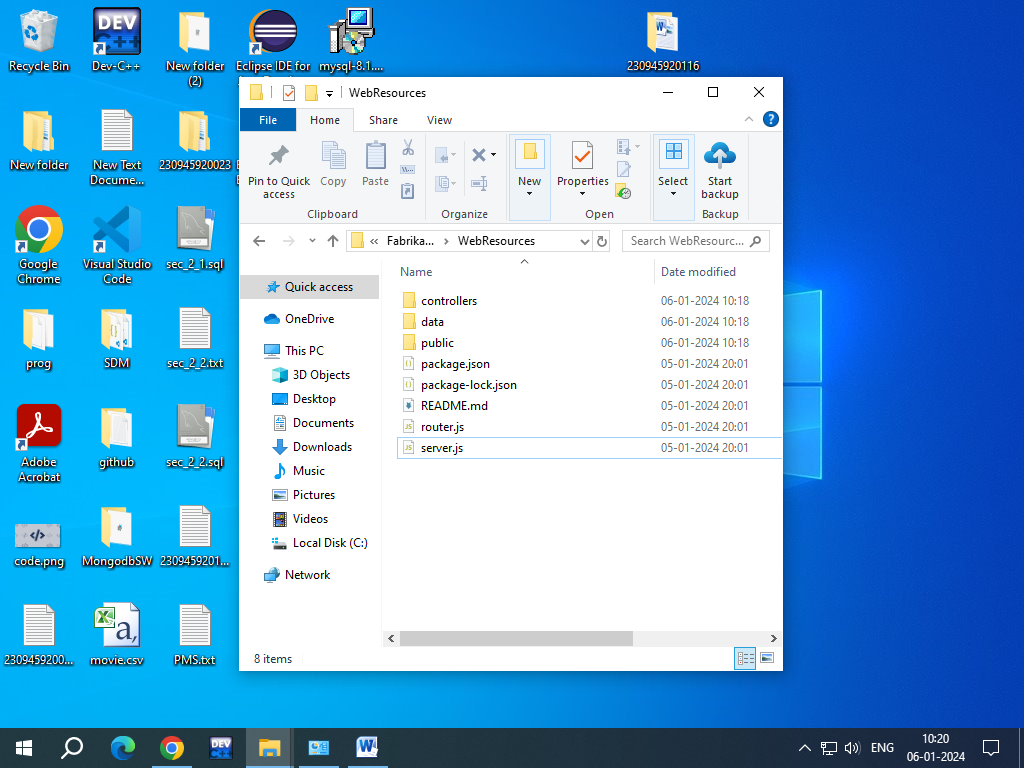 Recycle Bin
Dev-C++
New folder
(2)
Eclipse IDE for
mysql-8.1....
230945920116
New folder
New Text
Docume...
230945920023
Google
Chrome
Visual Studio
Code
sec_2_1.sql
prog
SDM
sec_2_2.txt
Adobe
Acrobat
github
sec_2_2.sql
code.png
MongodbSW
2309459201...
2309459200...
movie.csv
PMS.txt
WebResources
File
Home
Share
View
Pin to Quick
access
Copy
Paste
Clipboard
Organize
New
Properties
Open
Select
Start
backup
Backup
« Fabrika... › WebResources
Search WebResourc...
Name
Date modified
Quick access
OneDrive
This PC
3D Objects
Desktop
Documents
Downloads
Music
Pictures
Videos
Local Disk (C:)
Network
controllers 06-01-2024 10:18
data 06-01-2024 10:18
public 06-01-2024 10:18
package.json 05-01-2024 20:01
package-lock.json 05-01-2024 20:01
README.md 05-01-2024 20:01
router.js 05-01-2024 20:01
server.js 05-01-2024 20:01
8 items
DEV
C++
DEV
ENG
10:20
06-01-2024